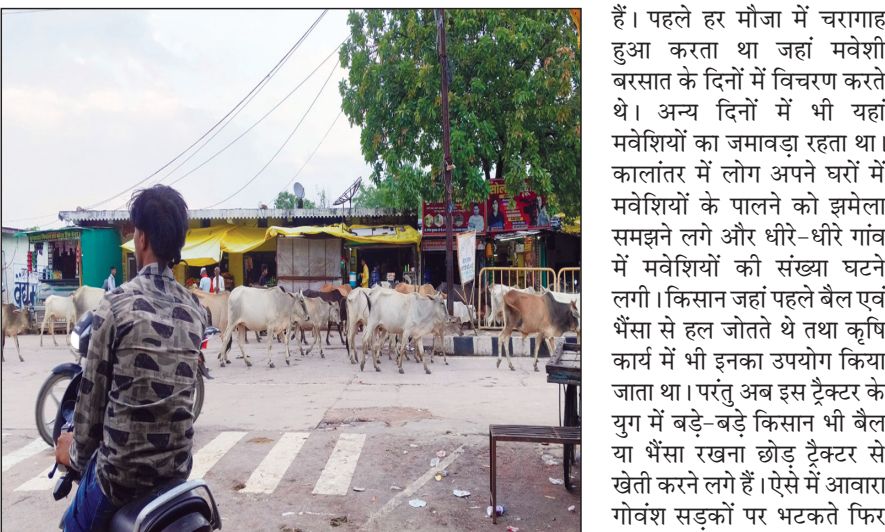 हैं। पहले हर मौजा में चरागाह
हुआ करता था जहां मवेशी
बरसात के दिनों में विचरण करते
थे। अन्य दिनों में भी यहां
मवेशियों का जमावड़ा रहता था।
कालांतर में लोग अपने घरों में
मवेशियों के पालने को झमेला
समझने लगे और धीरे-धीरे गांव
में मवेशियों की संख्या घटने
लगी। किसान जहां पहले बैल एवं
भैंसा से हल जोतते थे तथा कृषि
कार्य में भी इनका उपयोग किया
जाता था। परंतु अब इस ट्रैक्टर के
युग में बड़े-बड़े किसान भी बैल
या भैंसा रखना छोड़ ट्रैक्टर से
खेती करने लगे हैं। ऐसे में आवारा
गोवंश सड़कों पर भटकते फिर